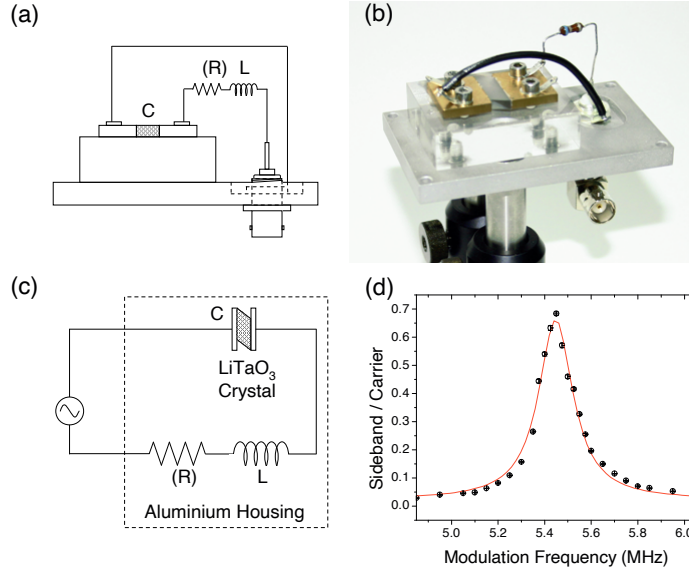 (a)
(R) L
C
(b)
(c)
C
LiTaO3
Crystal
(R)
L
Aluminium Housing
(d)
Sideband / Carrier
0.7
0.6
0.5
0.4
0.3
0.2
0.1
0.0
5.0 5.2 5.4 5.6 5.8 6.0
Modulation Frequency (MHz)